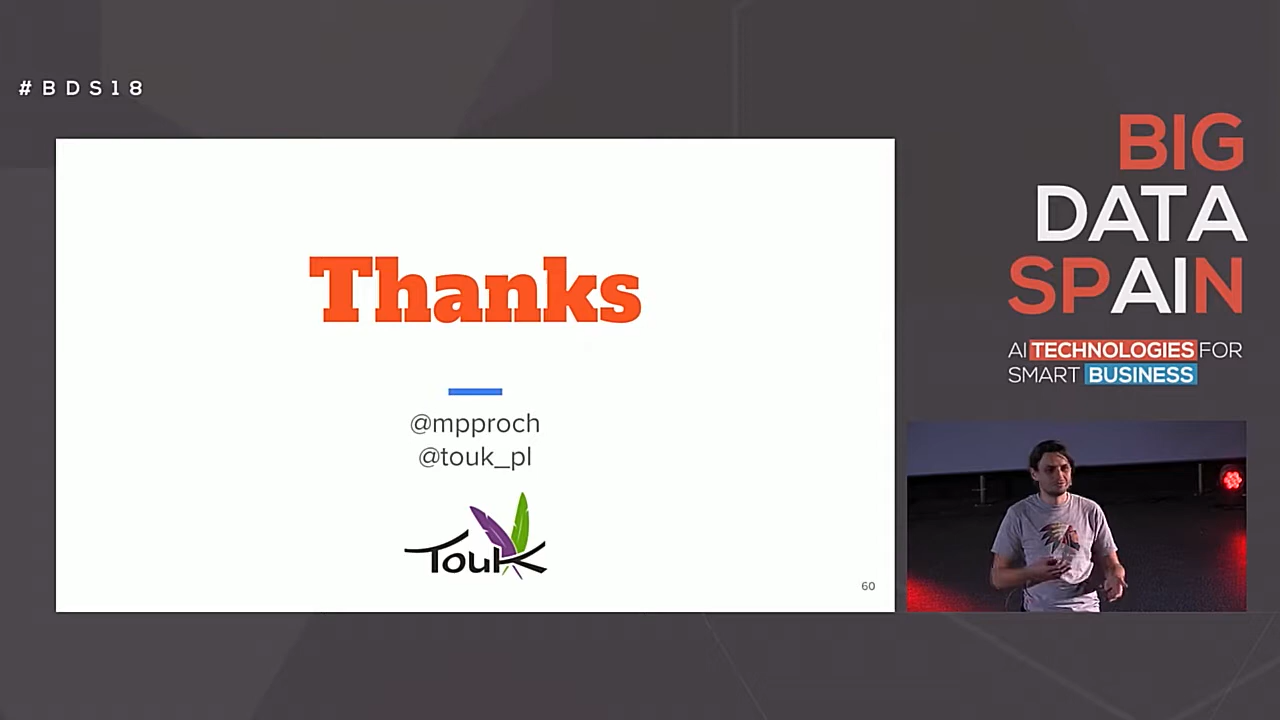 #BDS18
Thanks
@mpproch
@touk_pl
Touk
60
BIG
DATA
SPAIN
AI TECHNOLOGIES FOR
SMART BUSINESS